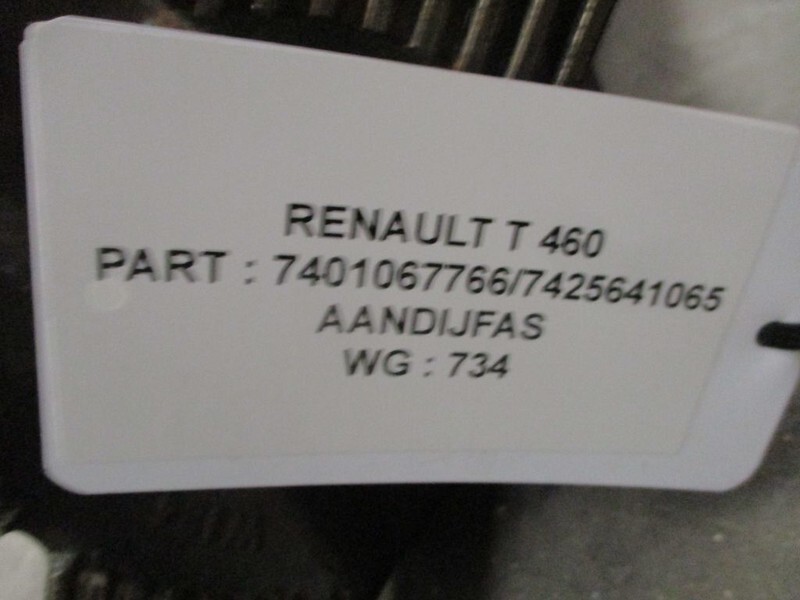 RENAULT T 460
PART : 7401067766/7425641065
AANDIJFAS
WG : 734